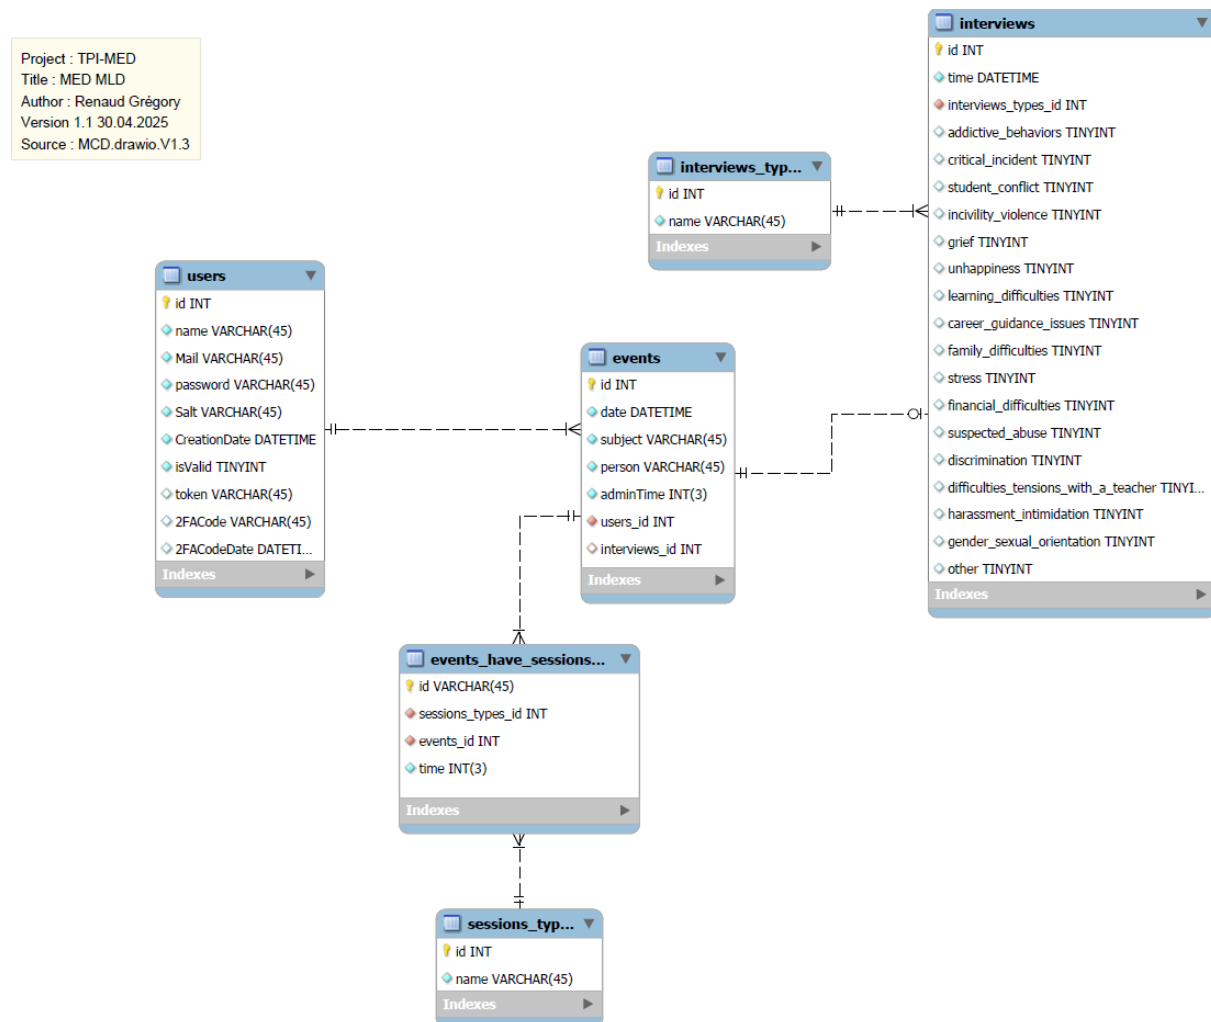 Project : TPI-MED
Title : MED MLD
Author : Renaud Grégory
Version 1.1 30.04.2025
Source : MCD.drawio.V1.3
interviews
id INT
time DATETIME
interviews_types_id INT
addictive_behaviors TINYINT
critical_incident TINYINT
student_conflict TINYINT
incivility_violence TINYINT
grief TINYINT
unhappiness TINYINT
learning_difficulties TINYINT
career_guidance_issues TINYINT
family_difficulties TINYINT
stress TINYINT
financial_difficulties TINYINT
suspected_abuse TINYINT
discrimination TINYINT
difficulties_tensions_with_a_teacher TINYI...
harassment_intimidation TINYINT
gender_sexual_orientation TINYINT
other TINYINT
Indexes
interviews_typ...
id INT
name VARCHAR(45)
Indexes
users
id INT
name VARCHAR(45)
Mail VARCHAR(45)
password VARCHAR(45)
Salt VARCHAR(45)
CreationDate DATETIME
isValid TINYINT
token VARCHAR(45)
2FACode VARCHAR(45)
2FACodeDate DATETI...
Indexes
events
id INT
date DATETIME
subject VARCHAR(45)
person VARCHAR(45)
adminTime INT(3)
users_id INT
interviews_id INT
Indexes
events_have_sessions...
id VARCHAR(45)
sessions_types_id INT
events_id INT
time INT(3)
Indexes
sessions_typ...
id INT
name VARCHAR(45)
Indexes